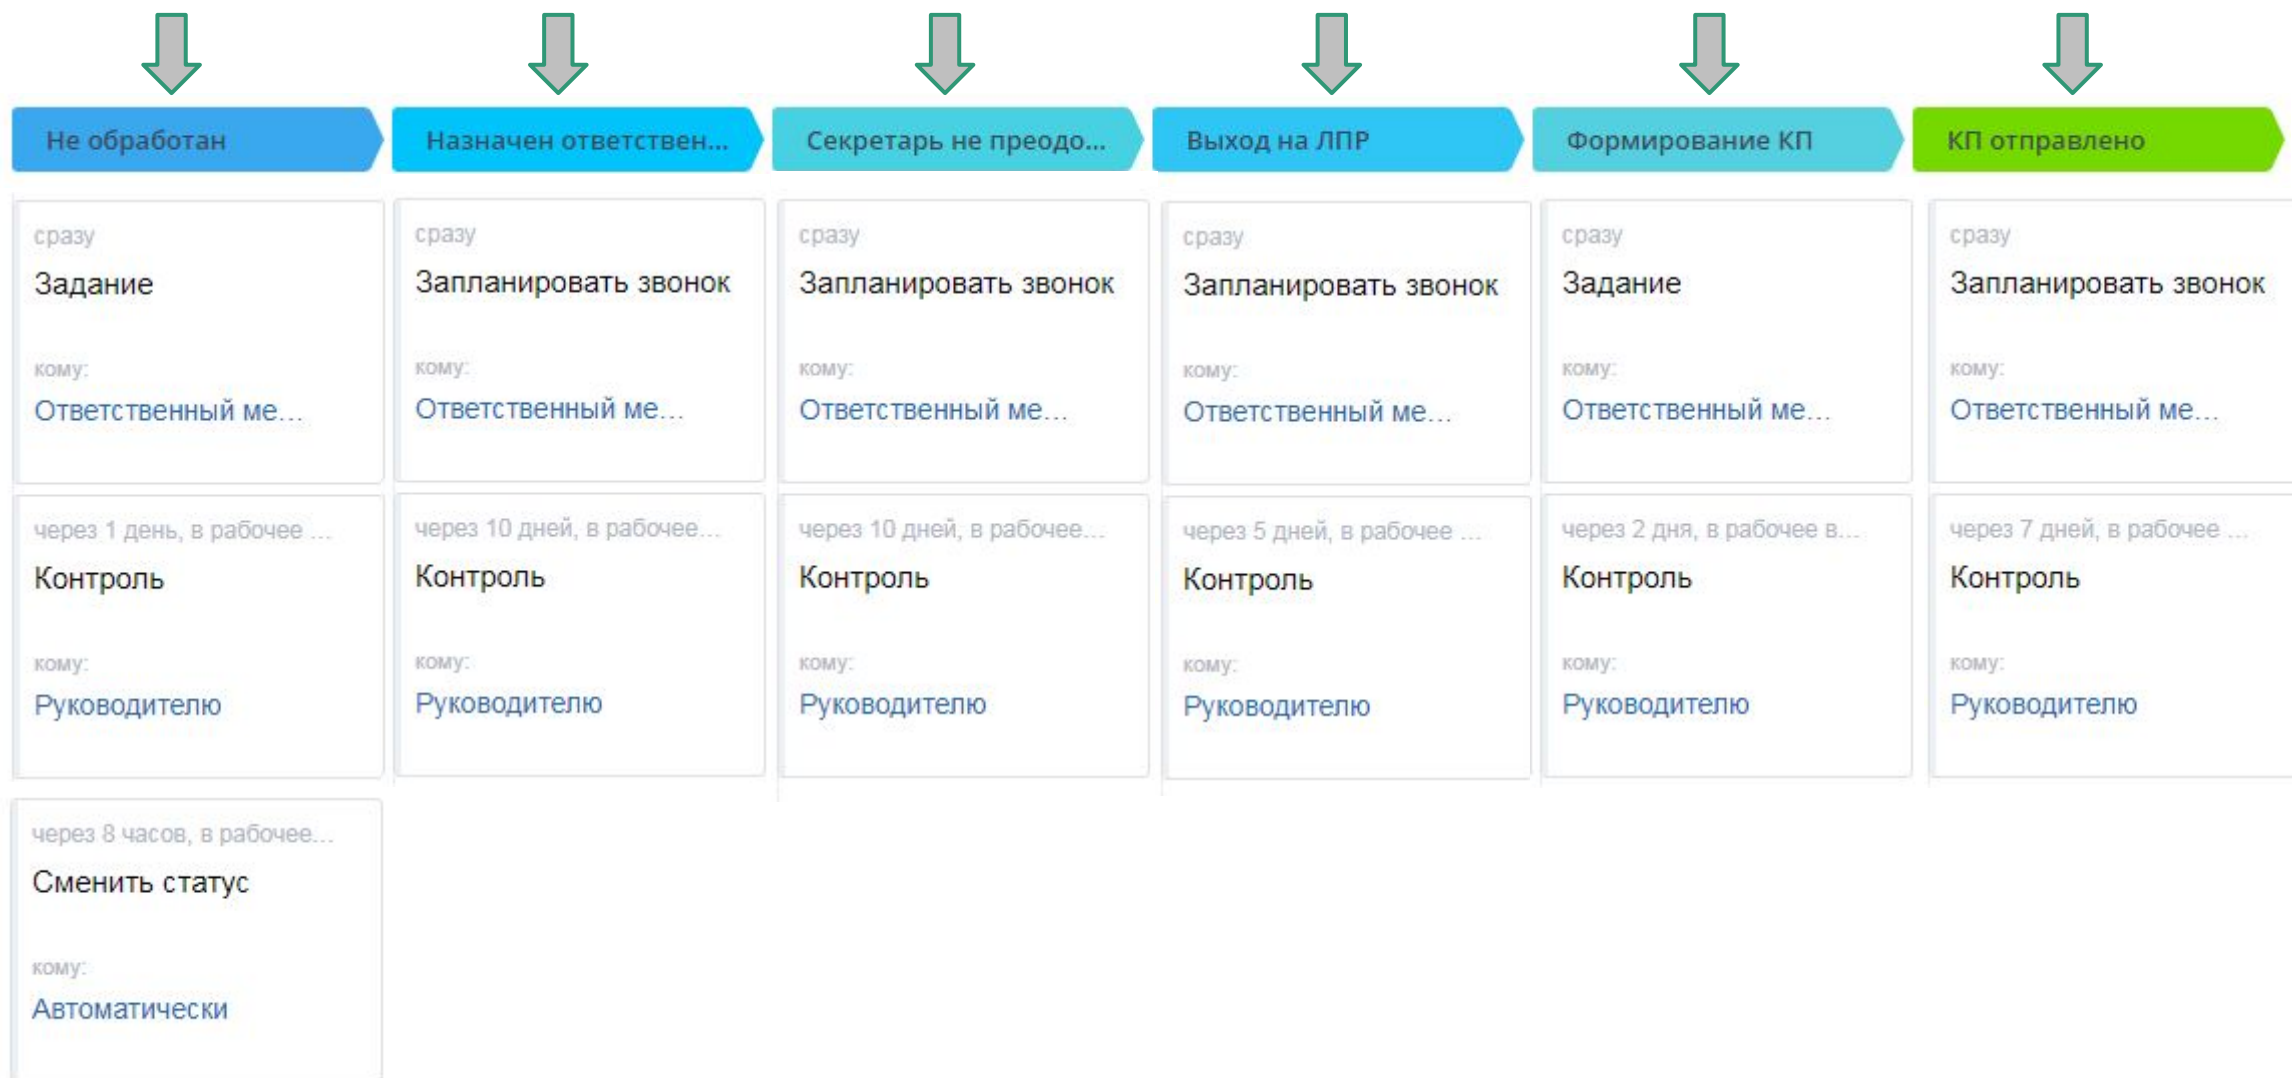 Не обработан
Назначен ответствен...
Секретарь не преодо...
Выход на ЛПР
Формирование КП
КП отправлено
сразу
Задание
кому:
Ответственный ме...
сразу
Запланировать звонок
кому:
Ответственный ме...
сразу
Запланировать звонок
кому:
Ответственный ме...
сразу
Запланировать звонок
кому:
Ответственный ме...
сразу
Задание
кому:
Ответственный ме...
сразу
Запланировать звонок
кому:
Ответственный ме...
через 1 день, в рабочее ...
Контроль
кому:
Руководителю
через 10 дней, в рабочее...
Контроль
кому:
Руководителю
через 10 дней, в рабочее...
Контроль
кому:
Руководителю
через 5 дней, в рабочее ...
Контроль
кому:
Руководителю
через 2 дня, в рабочее в...
Контроль
кому:
Руководителю
через 7 дней, в рабочее ...
Контроль
кому:
Руководителю
через 8 часов, в рабочее...
Сменить статус
кому:
Автоматически